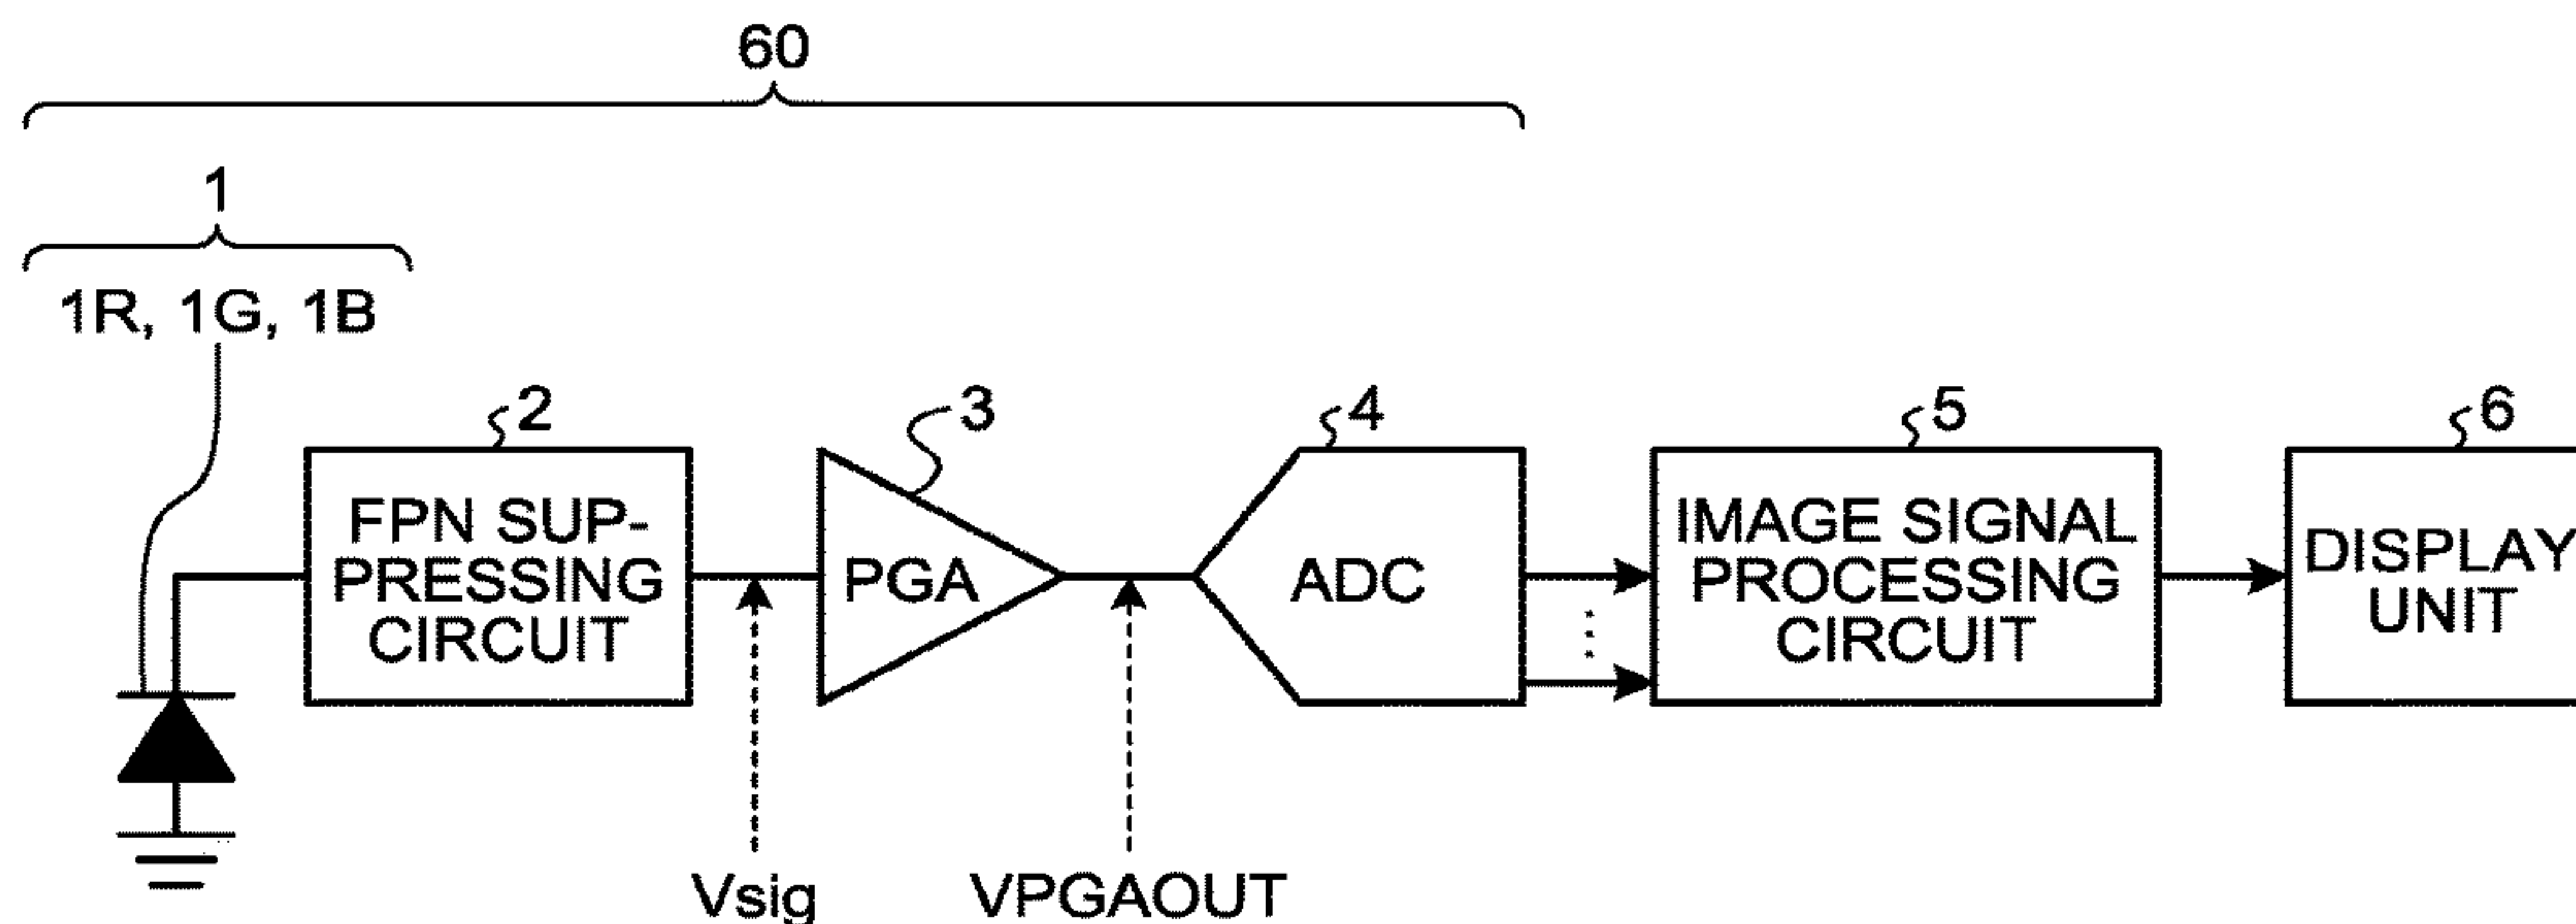 60
1
1R, 1G, 1B
2
3
4
5
6
FPN SUP-
PRESSING
CIRCUIT
PGA
ADC
IMAGE SIGNAL
PROCESSING
CIRCUIT
DISPLAY
UNIT
Vsig
VPGAOUT